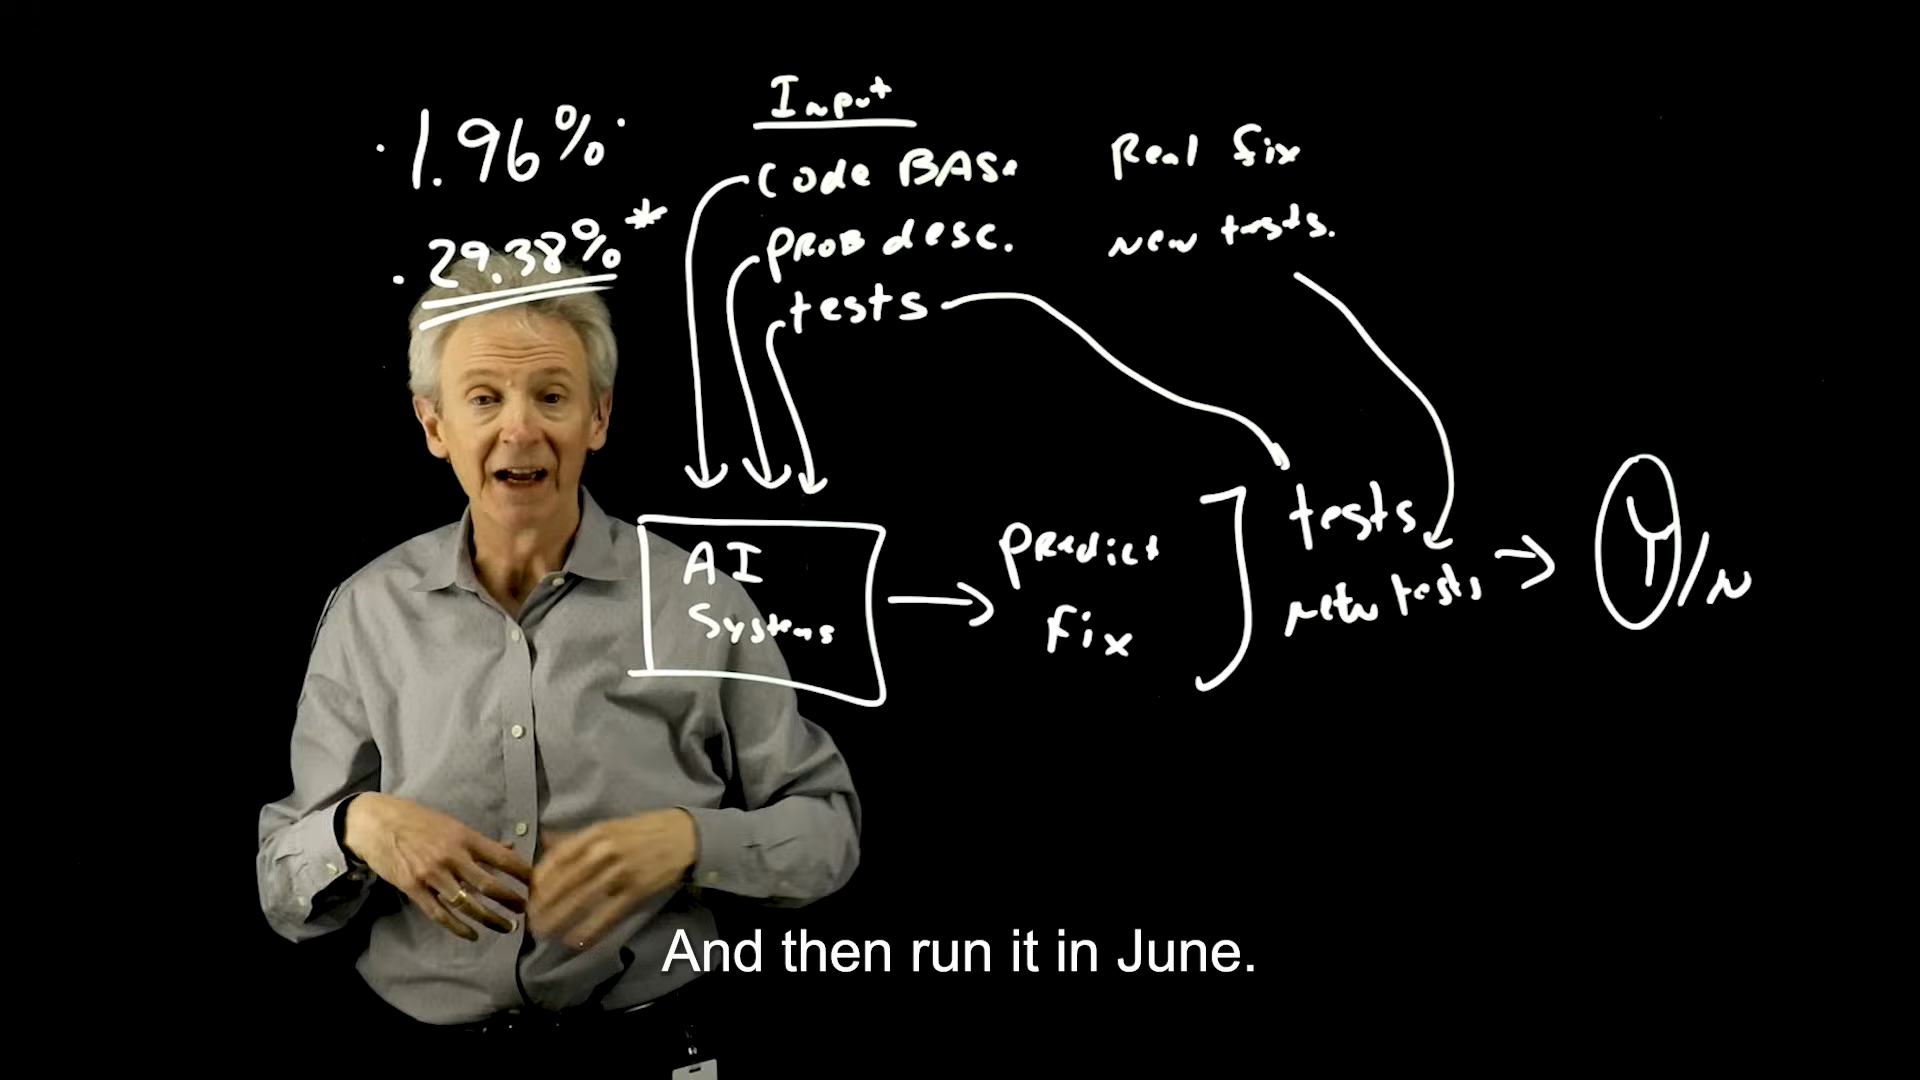 1.96%
29.38%*
Input
Code BASe
PROB desc.
tests
Real fix
New tests.
AI
Systems
Predict
fix
tests
new tests
Y/N
And then run it in June.